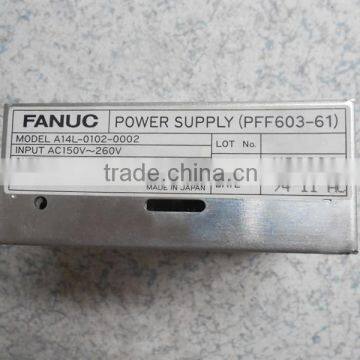 FANUC POWER SUPPLY (PFF603-61)
MODEL A14L-0102-0002 LOT No.
INPUT AC150V~260V
trade.china.com
MADE IN JAPAN DATE